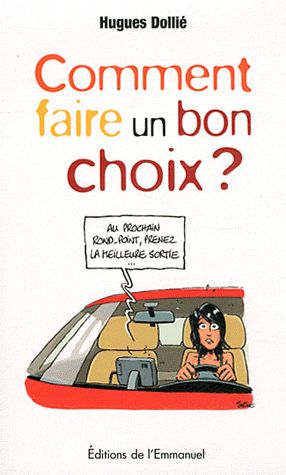 Hugues Dollié
Comment
faire un bon
choix ?
AU PROCHAIN
ROND-POINT, PRENEZ
LA MEILLEURE SORTIE
...
Éditions de l'Emmanuel